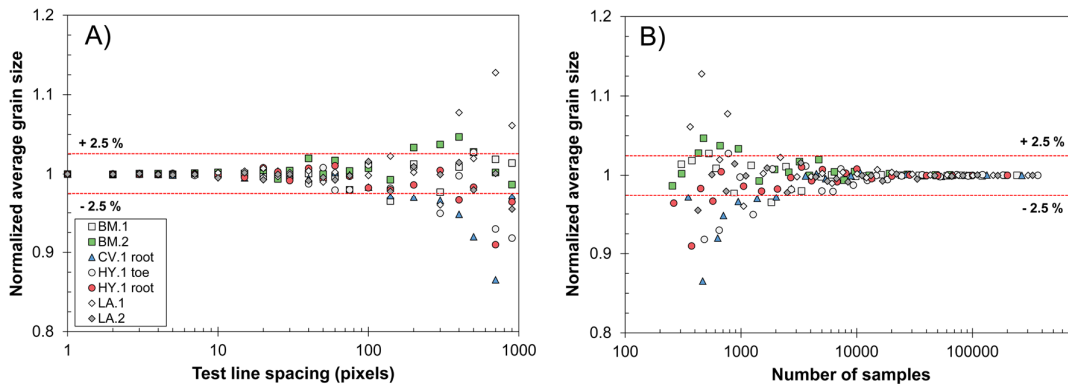 A)
Normalized average grain size
1.2
1.1
1
0.9
0.8
+ 2.5 %
- 2.5 %
BM.1
BM.2
CV.1 root
HY.1 toe
HY.1 root
LA.1
LA.2
1
10
100
1000
Test line spacing (pixels)
B)
Normalized average grain size
1.2
1.1
1
0.9
0.8
+ 2.5 %
- 2.5 %
100
1000
10000
100000
Number of samples